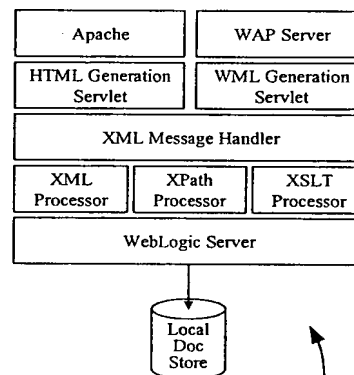 Apache
WAP Server
HTML Generation
Servlet
WML Generation
Servlet
XML Message Handler
XML
Processor
XPath
Processor
XSLT
Processor
WebLogic Server
Local
Doc
Store